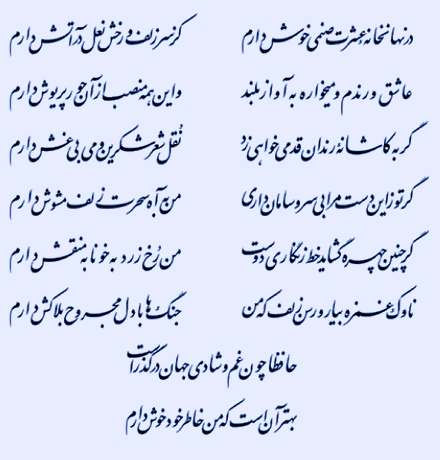 در نهانخانهٔ عشرت صنمی خوش دارم کز سر زلف و رخش نعل در آتش دارم
عاشق و رندم و میخواره به آواز بلند واین همه منصب از آن حور پریوش دارم
گر به کاشانهٔ رندان قدمی خواهی زد نُقل شعر شکرین و می بی غش دارم
گر تو زاین دست مرا بی سر و سامان داری من به آه سحرت زلف مشوش دارم
گر چنین چهره گشاید خط زنگاری دوست من رُخ زرد به خونابه منقش دارم
ناوک غمزه بیار و رسن زلف که من جنگ‌ها با دل مجروح بلاکش دارم
حافظا چون غم و شادی جهان در گذر است
بهتر آن است که من خاطر خود خوش دارم